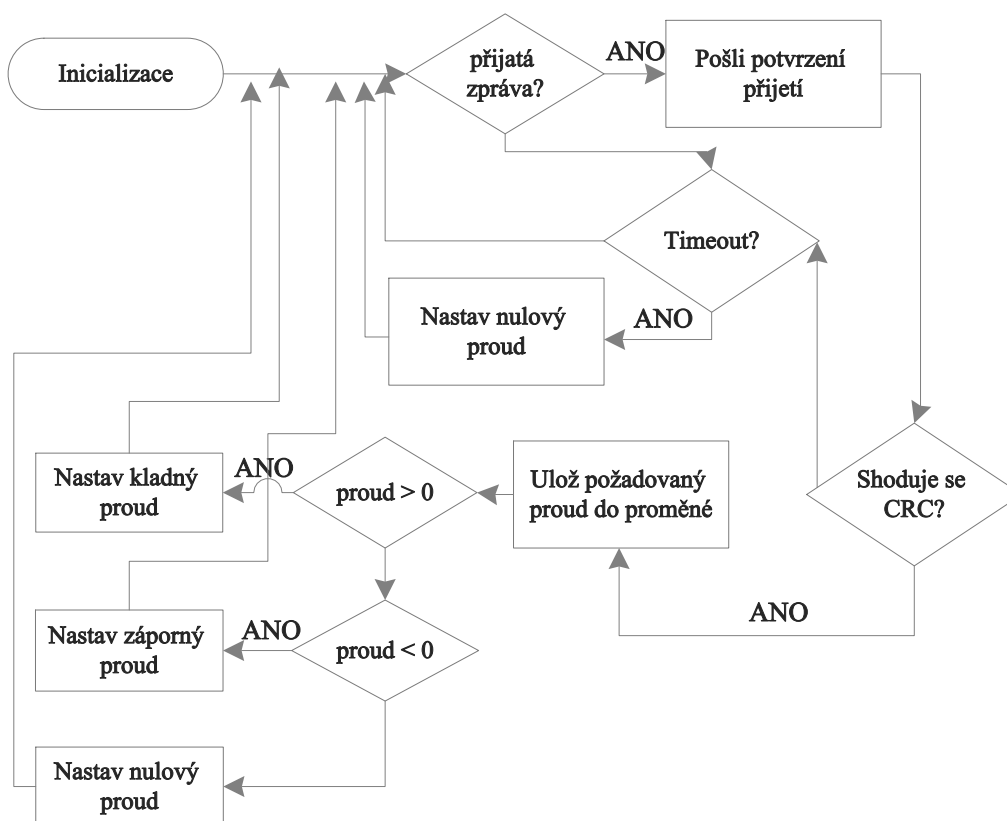 Inicializace
přijatá
zpráva?
ANO
Pošli potvrzení
přijetí
Timeout?
ANO
Nastav nulový
proud
Shoduje se
CRC?
ANO
Ulož požadovaný
proud do proměné
proud > 0
ANO
Nastav kladný
proud
proud < 0
ANO
Nastav záporný
proud
Nastav nulový
proud